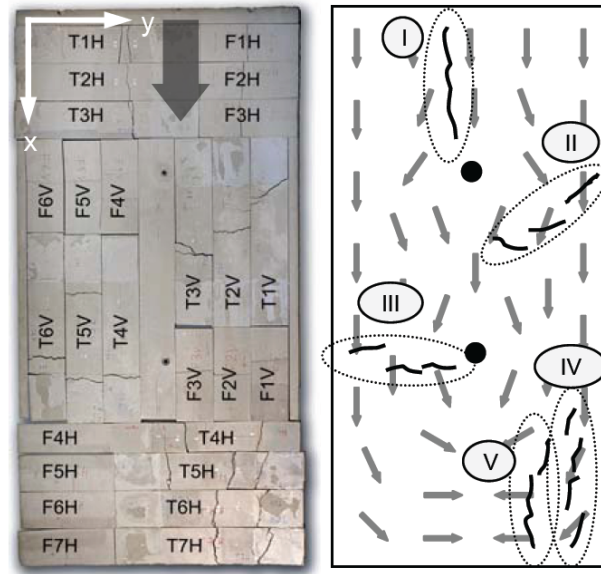 y
x
T1H F1H
T2H F2H
T3H F3H
F6V F5V F4V
T3V T2V T1V
T6V T5V T4V
F3V F2V F1V
F4H T4H
F5H T5H
F6H T6H
F7H T7H
I
II
III
IV
V